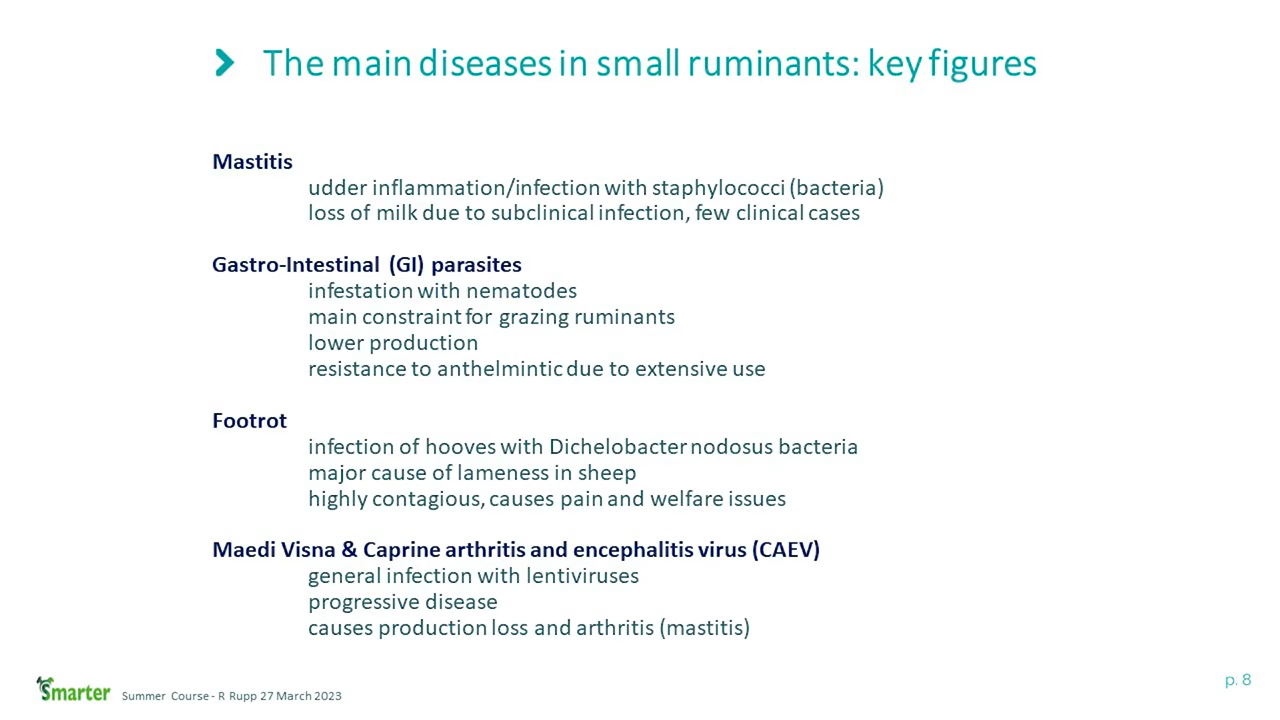 The main diseases in small ruminants: key figures
Mastitis
udder inflammation/infection with staphylococci (bacteria)
loss of milk due to subclinical infection, few clinical cases
Gastro-Intestinal (GI) parasites
infestation with nematodes
main constraint for grazing ruminants
lower production
resistance to anthelmintic due to extensive use
Footrot
infection of hooves with Dichelobacter nodosus bacteria
major cause of lameness in sheep
highly contagious, causes pain and welfare issues
Maedi Visna & Caprine arthritis and encephalitis virus (CAEV)
general infection with lentiviruses
progressive disease
causes production loss and arthritis (mastitis)
Smarter
Summer Course - R Rupp 27 March 2023
p. 8